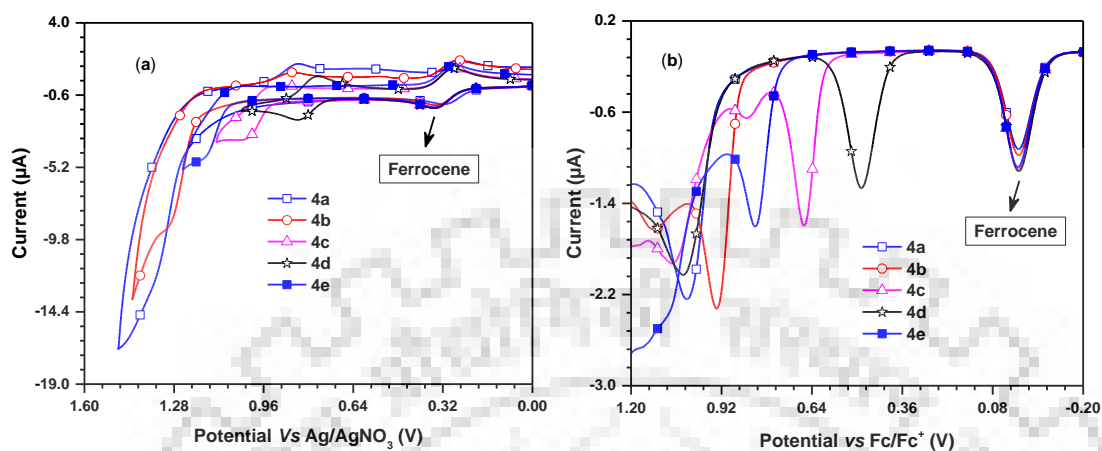 (a)
4.0
-0.6
-5.2
-9.8
-14.4
-19.0
Current (µA)
Ferrocene
4a
4b
4c
4d
4e
1.60 1.28 0.96 0.64 0.32 0.00
Potential Vs Ag/AgNO3 (V)
(b)
0.2
-0.6
-1.4
-2.2
-3.0
Current (µA)
Ferrocene
4a
4b
4c
4d
4e
1.20 0.92 0.64 0.36 0.08 -0.20
Potential vs Fc/Fc+ (V)